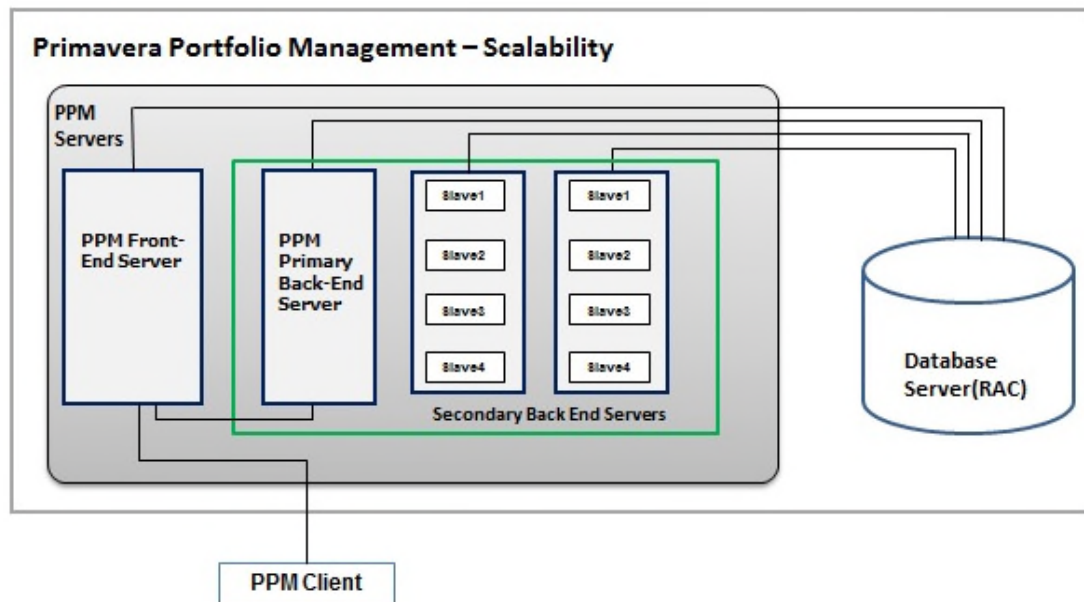 Primavera Portfolio Management – Scalability
PPM
Servers
PPM Front-
End Server
PPM
Primary
Back-End
Server
Slave1
Slave2
Slave3
Slave4
Slave1
Slave2
Slave3
Slave4
Secondary Back End Servers
Database
Server(RAC)
PPM Client